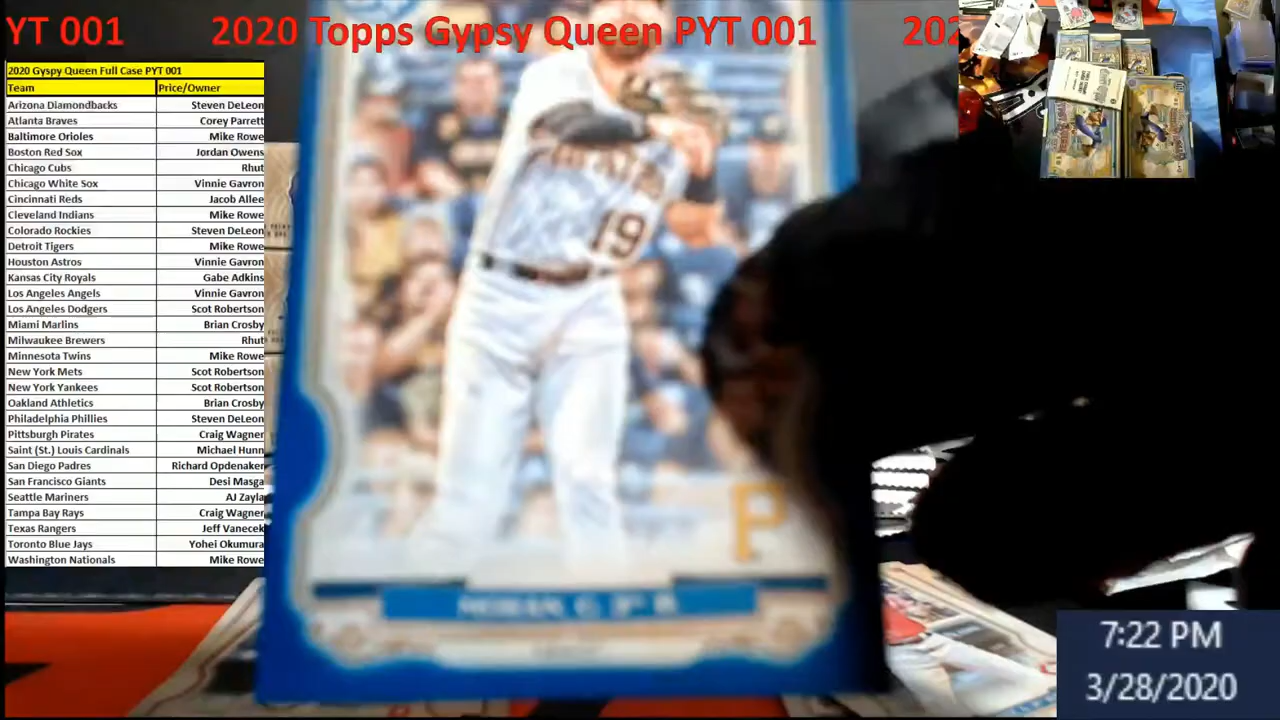 YT 001 2020 Topps Gypsy Queen PYT 001 202
2020 Gyspy Queen Full Case PYT 001
Team Price/Owner
Arizona Diamondbacks Steven DeLeon
Atlanta Braves Corey Parrett
Baltimore Orioles Mike Rowe
Boston Red Sox Jordan Owens
Chicago Cubs Rhut
Chicago White Sox Vinnie Gavron
Cincinnati Reds Jacob Allee
Cleveland Indians Mike Rowe
Colorado Rockies Steven DeLeon
Detroit Tigers Mike Rowe
Houston Astros Vinnie Gavron
Kansas City Royals Gabe Adkins
Los Angeles Angels Vinnie Gavron
Los Angeles Dodgers Scot Robertson
Miami Marlins Brian Crosby
Milwaukee Brewers Rhut
Minnesota Twins Mike Rowe
New York Mets Scot Robertson
New York Yankees Scot Robertson
Oakland Athletics Brian Crosby
Philadelphia Phillies Steven DeLeon
Pittsburgh Pirates Craig Wagner
Saint (St.) Louis Cardinals Michael Hunn
San Diego Padres Richard Opdenaker
San Francisco Giants Desi Masga
Seattle Mariners AJ Zayla
Tampa Bay Rays Craig Wagner
Texas Rangers Jeff Vanecek
Toronto Blue Jays Yohei Okumura
Washington Nationals Mike Rowe
19
P
7:22 PM
3/28/2020